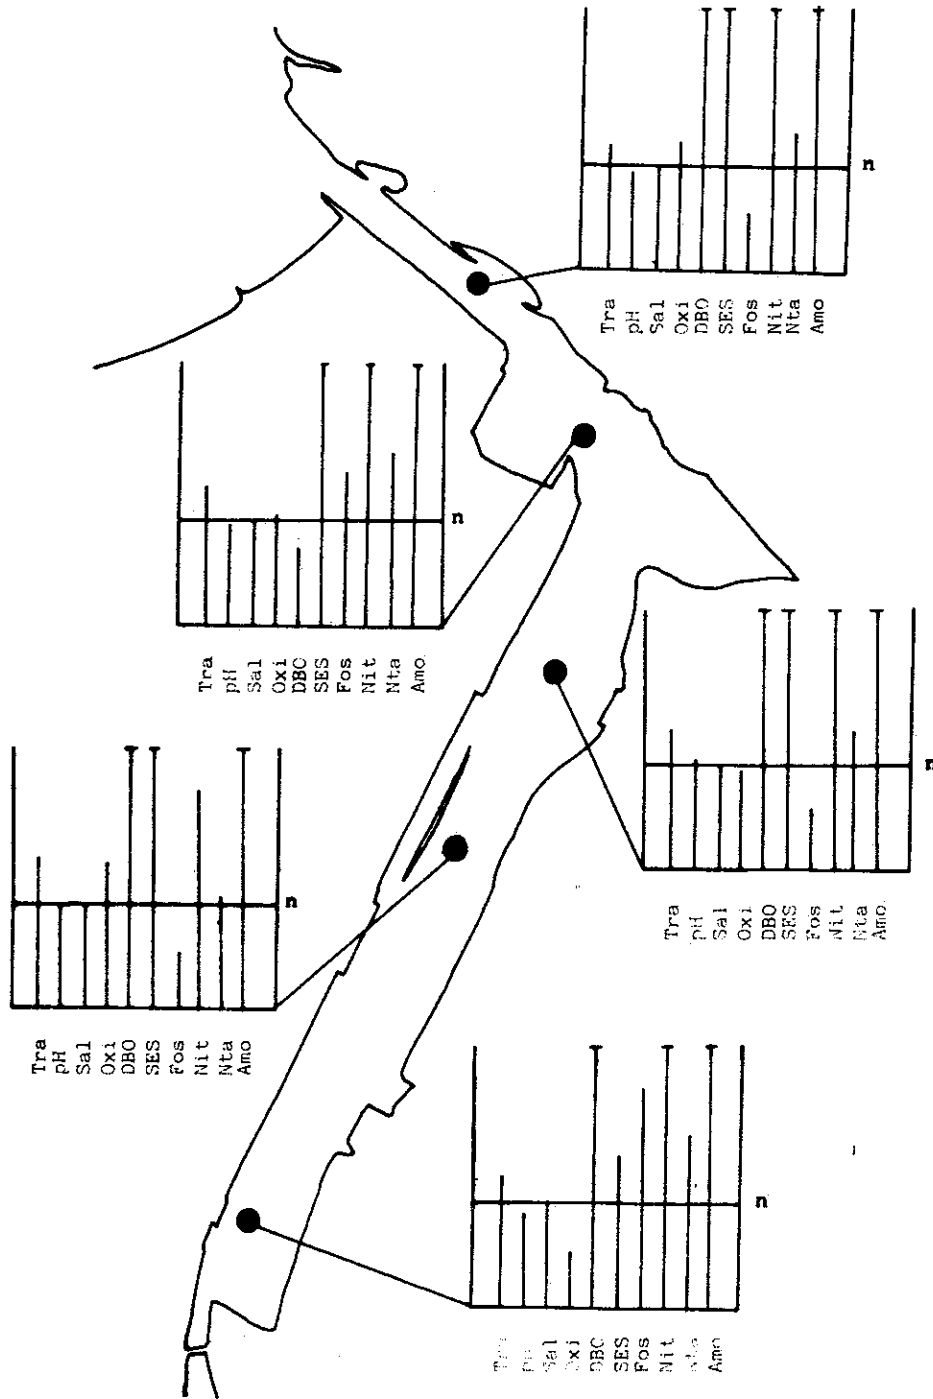 n
Tra
pH
Sal
Oxi
DBO
SES
Fos
Nit
Nta
Amo
n
Tra
pH
Sal
Oxi
DBO
SES
Fos
Nit
Nta
Amo
n
Tra
pH
Sal
Oxi
DBO
SES
Fos
Nit
Nta
Amo
n
Tra
pH
Sal
Oxi
DBO
SES
Fos
Nit
Nta
Amo
n
Sal
Oxi
DBO
SES
Fos
Nit
Amo